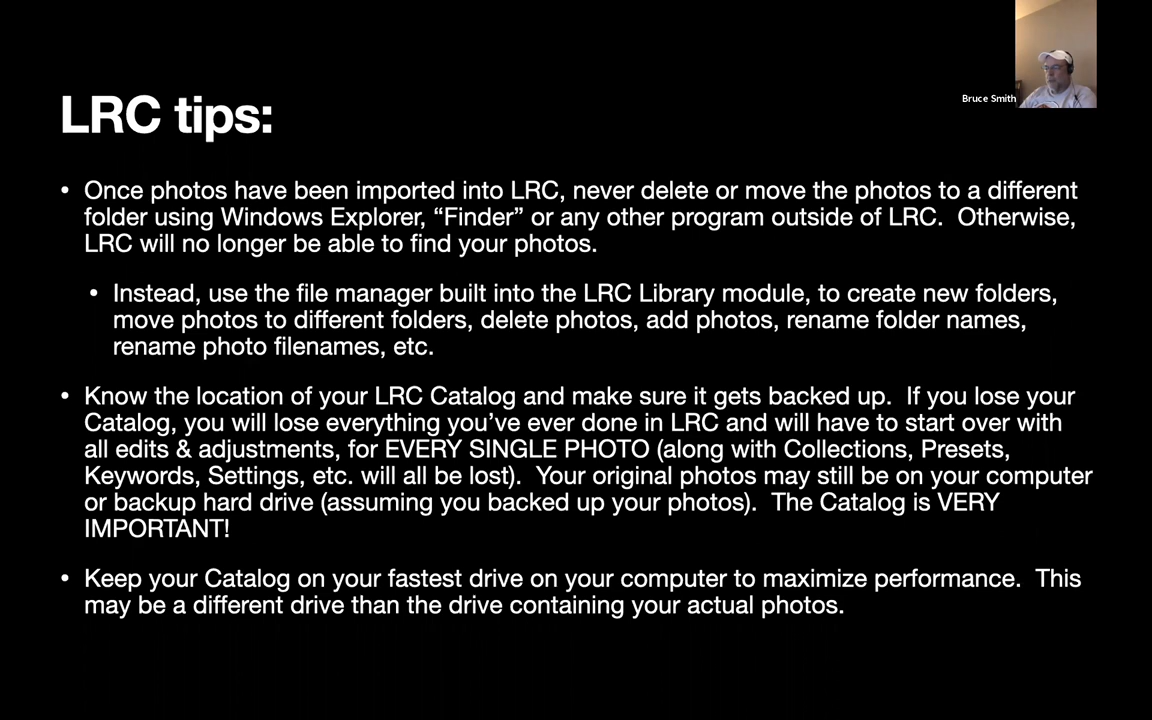 Bruce Smith
LRC tips:
• Once photos have been imported into LRC, never delete or move the photos to a different
folder using Windows Explorer, “Finder” or any other program outside of LRC.  Otherwise,
LRC will no longer be able to find your photos.
• Instead, use the file manager built into the LRC Library module, to create new folders,
move photos to different folders, delete photos, add photos, rename folder names,
rename photo filenames, etc.
• Know the location of your LRC Catalog and make sure it gets backed up.  If you lose your
Catalog, you will lose everything you’ve ever done in LRC and will have to start over with
all edits & adjustments, for EVERY SINGLE PHOTO (along with Collections, Presets,
Keywords, Settings, etc. will all be lost).  Your original photos may still be on your computer
or backup hard drive (assuming you backed up your photos).  The Catalog is VERY
IMPORTANT!
• Keep your Catalog on your fastest drive on your computer to maximize performance.  This
may be a different drive than the drive containing your actual photos.